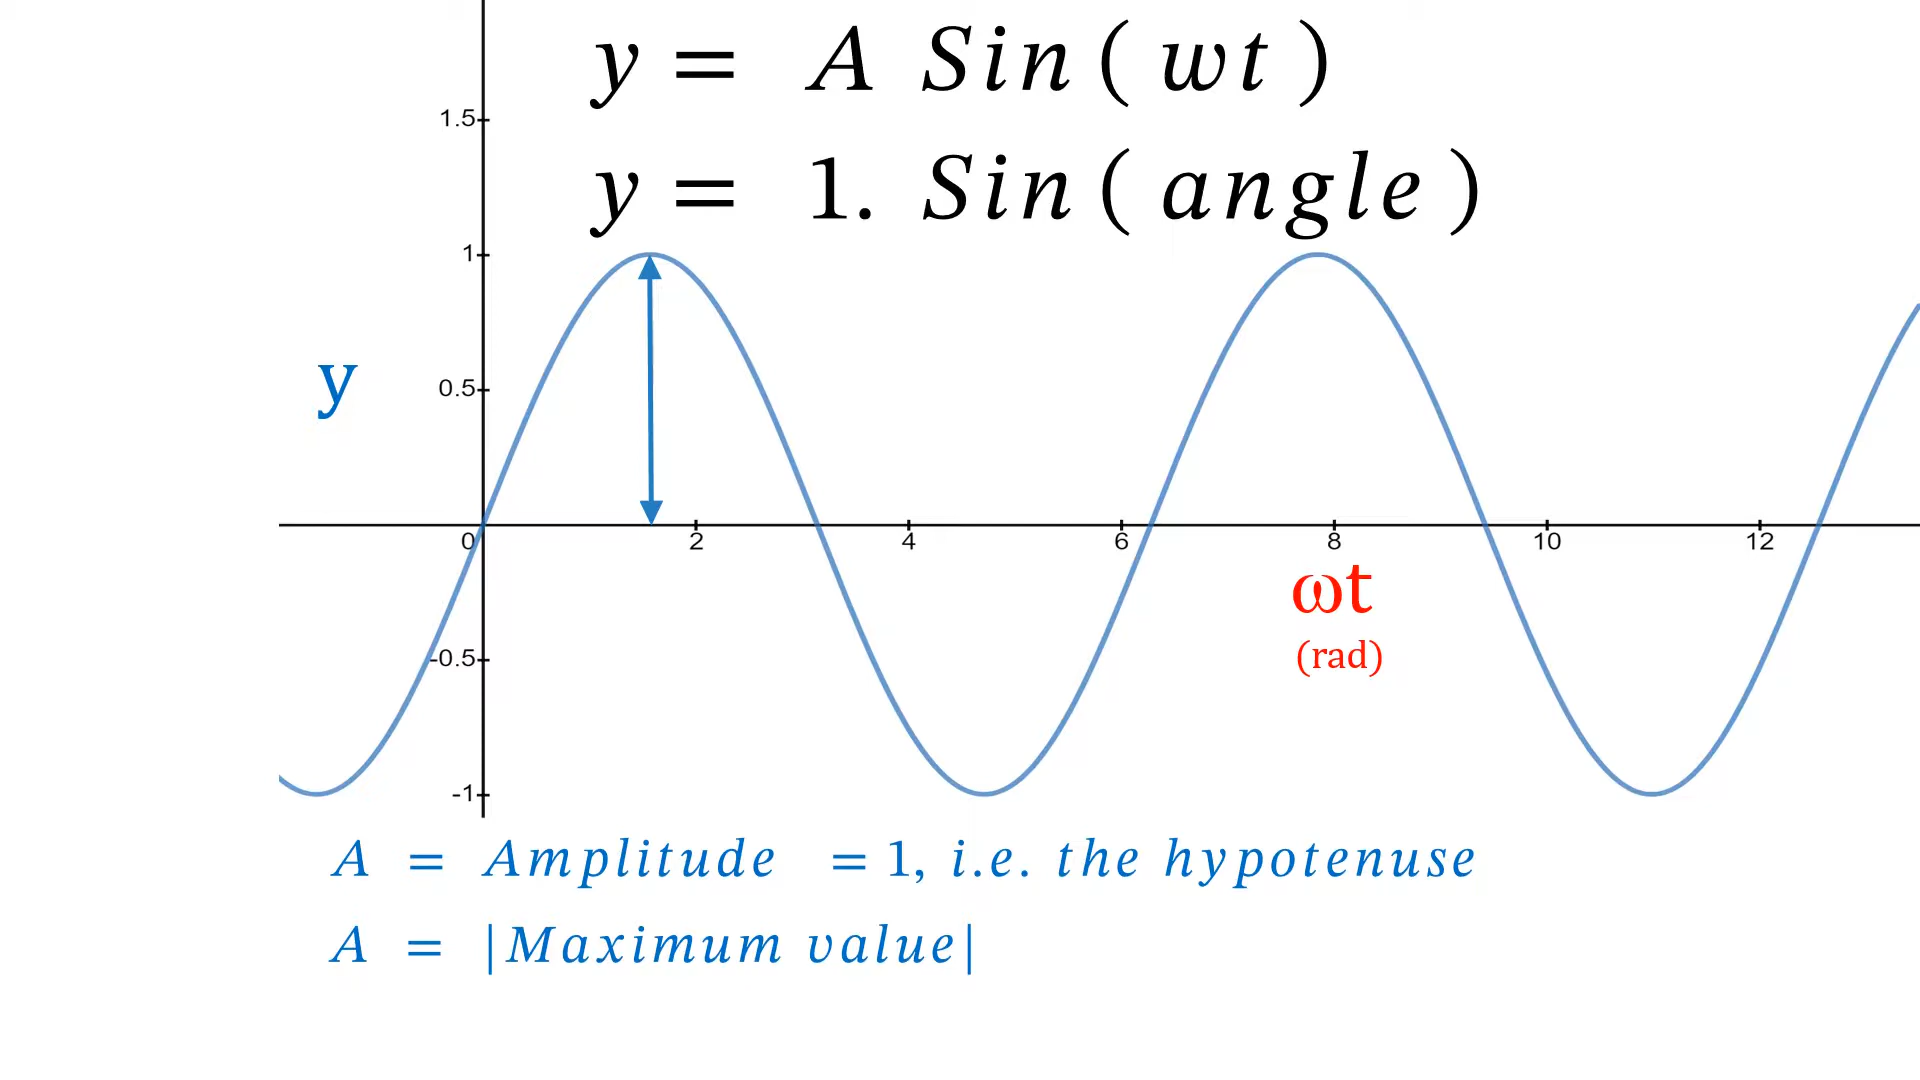 y = A Sin ( wt )
1.5
y = 1. Sin ( angle )
1
y
0.5
0 2 4 6 8 10 12
ωt
(rad)
-0.5
-1
A = Amplitude = 1, i.e. the hypotenuse
A = |Maximum value|